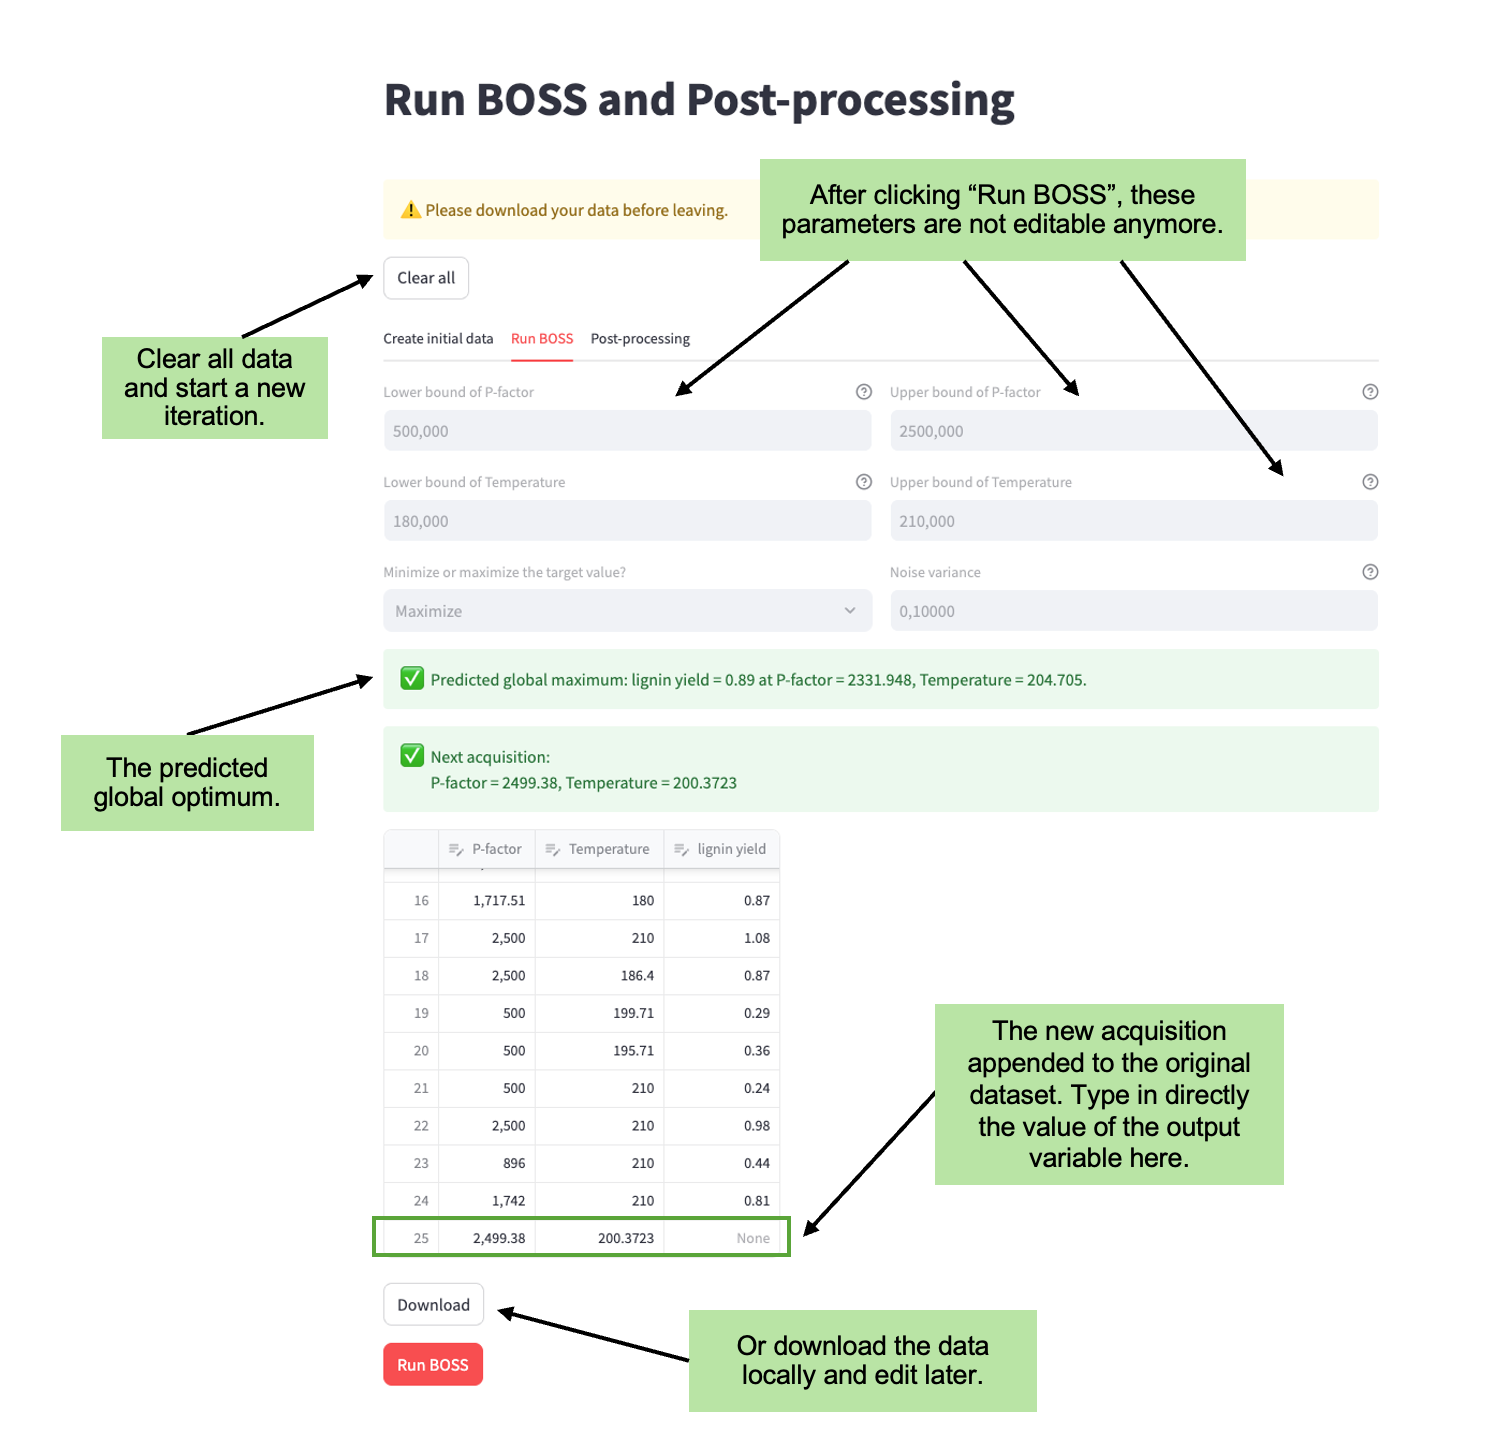 Run BOSS and Post-processing
After clicking “Run BOSS”, these
parameters are not editable anymore.
⚠️ Please download your data before leaving.
Clear all
Clear all data
and start a new
iteration.
Create initial data Run BOSS Post-processing
Lower bound of P-factor
Upper bound of P-factor
500,000
2500,000
Lower bound of Temperature
Upper bound of Temperature
180,000
210,000
Minimize or maximize the target value?
Noise variance
Maximize
0,10000
✅ Predicted global maximum: lignin yield = 0.89 at P-factor = 2331.948, Temperature = 204.705.
The predicted
global optimum.
✅ Next acquisition:
P-factor = 2499.38, Temperature = 200.3723
P-factor Temperature lignin yield
16 1,717.51 180 0.87
17 2,500 210 1.08
18 2,500 186.4 0.87
19 500 199.71 0.29
20 500 195.71 0.36
21 500 210 0.24
22 2,500 210 0.98
23 896 210 0.44
24 1,742 210 0.81
25 2,499.38 200.3723 None
The new acquisition
appended to the original
dataset. Type in directly
the value of the output
variable here.
Download
Run BOSS
Or download the data
locally and edit later.